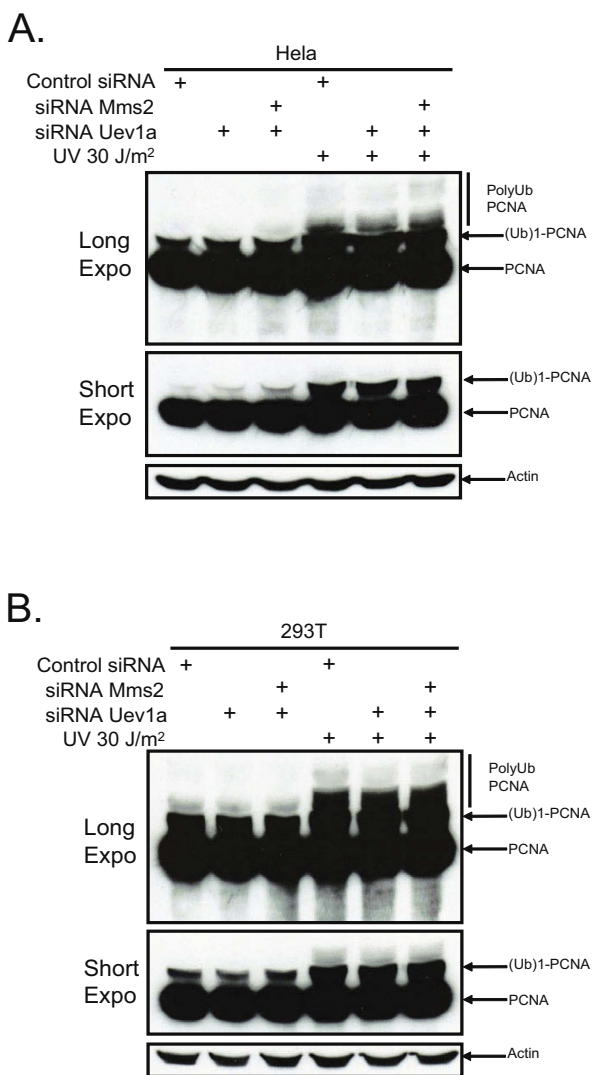 A.
Hela
Control siRNA + +
siRNA Mms2 + +
siRNA Uev1a + + + +
UV 30 J/m² + + +
Long
Expo
PolyUb
PCNA
(Ub)1-PCNA
PCNA
Short
Expo
(Ub)1-PCNA
PCNA
Actin
B.
293T
Control siRNA + +
siRNA Mms2 + +
siRNA Uev1a + + + +
UV 30 J/m² + + +
Long
Expo
PolyUb
PCNA
(Ub)1-PCNA
PCNA
Short
Expo
(Ub)1-PCNA
PCNA
Actin